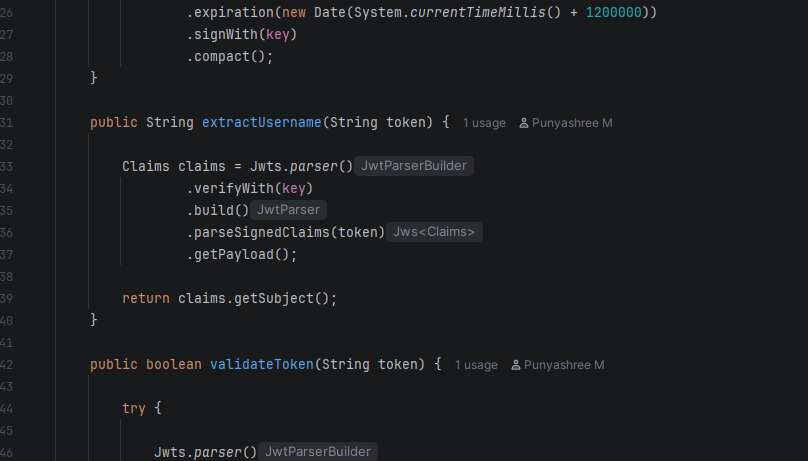 26 .expiration(new Date(System.currentTimeMillis() + 1200000))
27 .signWith(key)
28 .compact();
29 }
30
31 public String extractUsername(String token) { 1 usage Punyashree M
32
33 Claims claims = Jwts.parser() JwtParserBuilder
34 .verifyWith(key)
35 .build() JwtParser
36 .parseSignedClaims(token) Jws<Claims>
37 .getPayload();
38
39 return claims.getSubject();
40 }
41
42 public boolean validateToken(String token) { 1 usage Punyashree M
43
44 try {
45
46 Jwts.parser() JwtParserBuilder